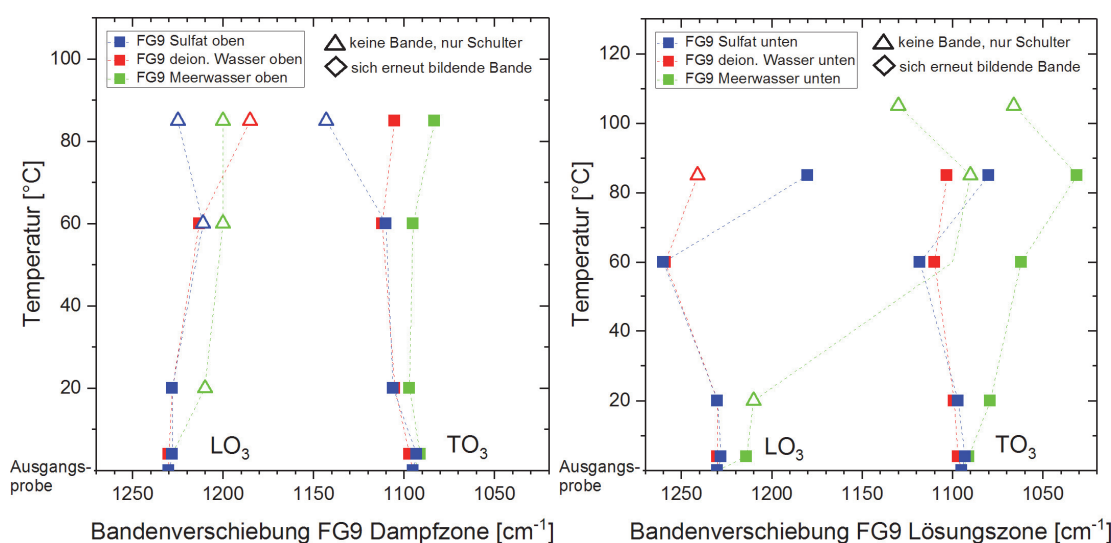 FG9 Sulfat oben
FG9 deion. Wasser oben
FG9 Meerwasser oben
keine Bande, nur Schulter
sich erneut bildende Bande
100
80
60
40
20
Ausgangs-
probe
Temperatur [°C]
LO3
TO3
1250 1200 1150 1100 1050
Bandenverschiebung FG9 Dampfzone [cm-1]
FG9 Sulfat unten
FG9 deion. Wasser unten
FG9 Meerwasser unten
keine Bande, nur Schulter
sich erneut bildende Bande
120
100
80
60
40
20
Ausgangs-
probe
Temperatur [°C]
LO3
TO3
1250 1200 1150 1100 1050
Bandenverschiebung FG9 Lösungszone [cm-1]